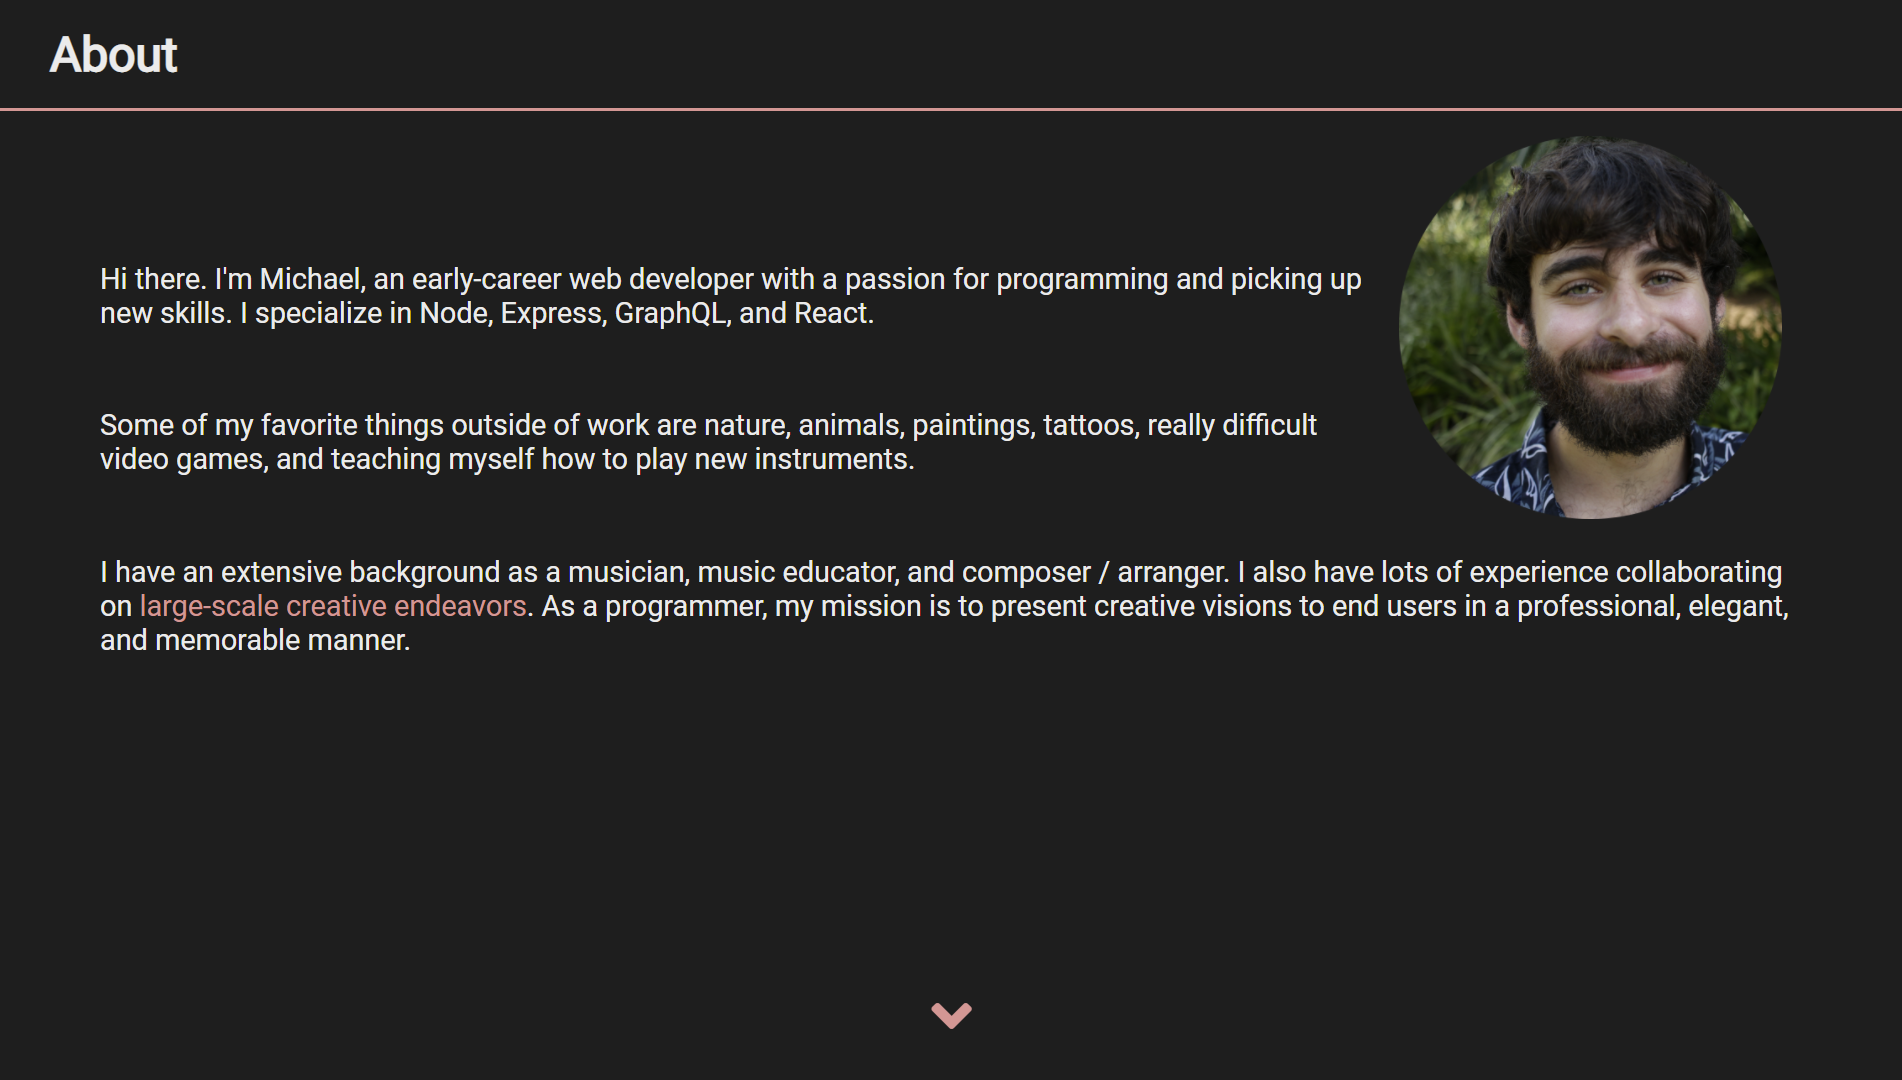 About
Hi there. I'm Michael, an early-career web developer with a passion for programming and picking up
new skills. I specialize in Node, Express, GraphQL, and React.
Some of my favorite things outside of work are nature, animals, paintings, tattoos, really difficult
video games, and teaching myself how to play new instruments.
I have an extensive background as a musician, music educator, and composer / arranger. I also have lots of experience collaborating
on large-scale creative endeavors. As a programmer, my mission is to present creative visions to end users in a professional, elegant,
and memorable manner.